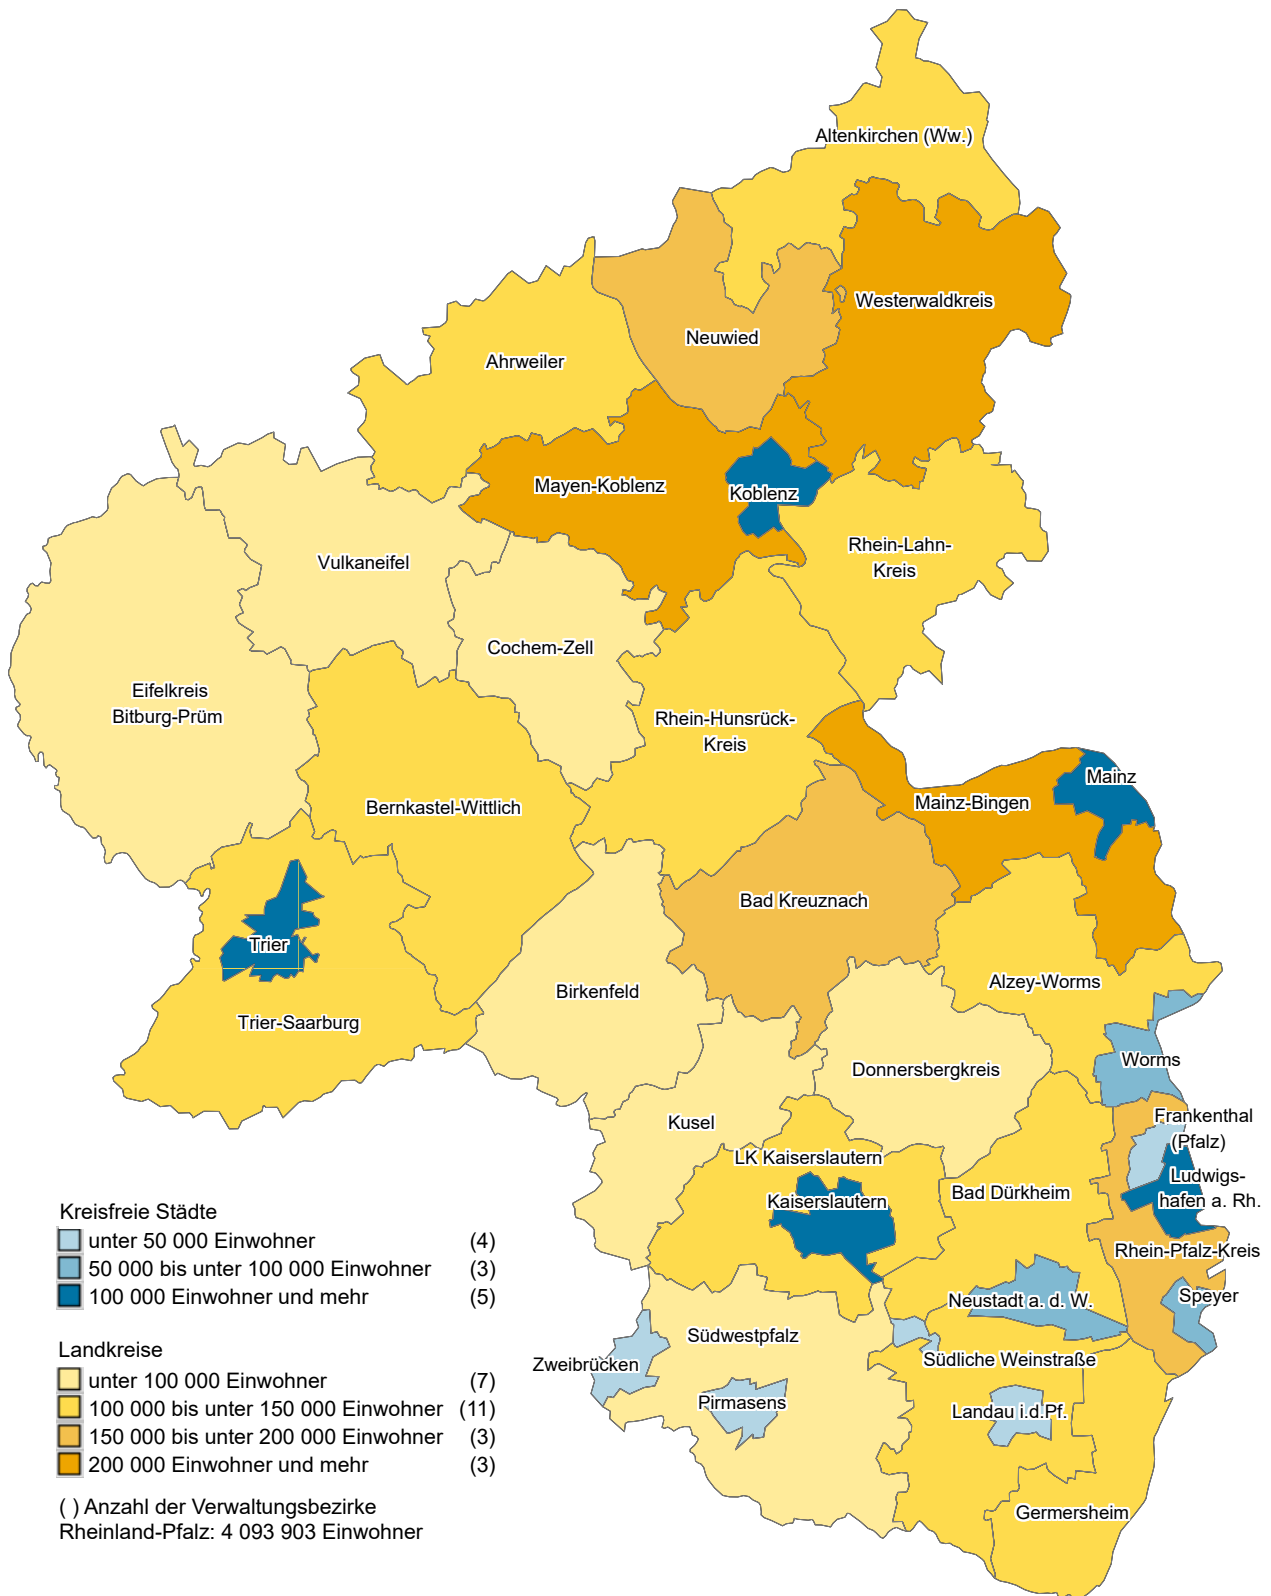 Altenkirchen (Ww.)
Westerwaldkreis
Neuwied
Ahrweiler
Mayen-Koblenz
Koblenz
Rhein-Lahn-
Kreis
Vulkaneifel
Cochem-Zell
Eifelkreis
Bitburg-Prüm
Rhein-Hunsrück-
Kreis
Mainz
Mainz-Bingen
Bernkastel-Wittlich
Bad Kreuznach
Trier
Alzey-Worms
Birkenfeld
Trier-Saarburg
Worms
Donnersbergkreis
Frankenthal
(Pfalz)
Kusel
LK Kaiserslautern
Ludwigs-
hafen a. Rh.
Bad Dürkheim
Kaiserslautern
Rhein-Pfalz-Kreis
Speyer
Neustadt a. d. W.
Südwestpfalz
Zweibrücken
Südliche Weinstraße
Pirmasens
Landau i.d.Pf.
Germersheim
Kreisfreie Städte
unter 50 000 Einwohner (4)
50 000 bis unter 100 000 Einwohner (3)
100 000 Einwohner und mehr (5)
Landkreise
unter 100 000 Einwohner (7)
100 000 bis unter 150 000 Einwohner (11)
150 000 bis unter 200 000 Einwohner (3)
200 000 Einwohner und mehr (3)
( ) Anzahl der Verwaltungsbezirke
Rheinland-Pfalz: 4 093 903 Einwohner